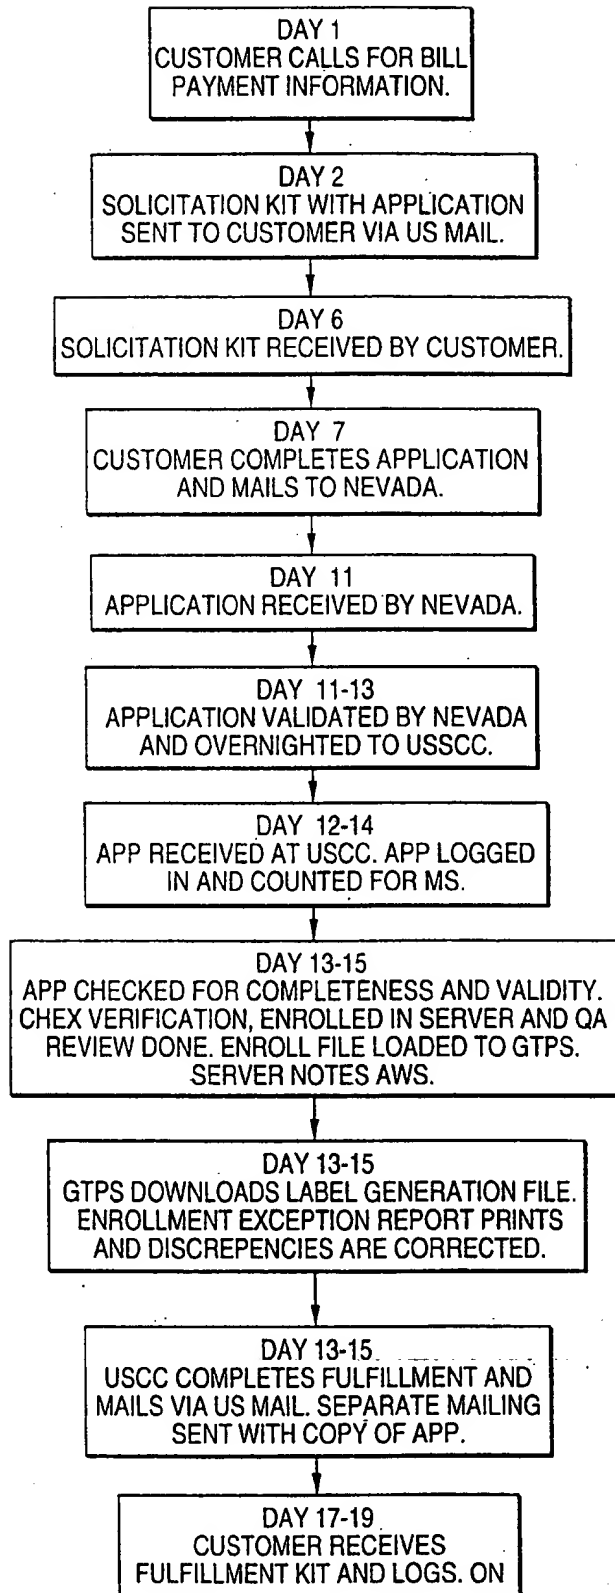 DAY 1
CUSTOMER CALLS FOR BILL
PAYMENT INFORMATION.
DAY 2
SOLICITATION KIT WITH APPLICATION
SENT TO CUSTOMER VIA US MAIL.
DAY 6
SOLICITATION KIT RECEIVED BY CUSTOMER.
DAY 7
CUSTOMER COMPLETES APPLICATION
AND MAILS TO NEVADA.
DAY 11
APPLICATION RECEIVED BY NEVADA.
DAY 11-13
APPLICATION VALIDATED BY NEVADA
AND OVERNIGHTED TO USSCC.
DAY 12-14
APP RECEIVED AT USCC. APP LOGGED
IN AND COUNTED FOR MS.
DAY 13-15
APP CHECKED FOR COMPLETENESS AND VALIDITY.
CHEX VERIFICATION, ENROLLED IN SERVER AND QA
REVIEW DONE. ENROLL FILE LOADED TO GTPS.
SERVER NOTES AWS.
DAY 13-15
GTPS DOWNLOADS LABEL GENERATION FILE.
ENROLLMENT EXCEPTION REPORT PRINTS
AND DISCREPENCIES ARE CORRECTED.
DAY 13-15
USCC COMPLETES FULFILLMENT AND
MAILS VIA US MAIL. SEPARATE MAILING
SENT WITH COPY OF APP.
DAY 17-19
CUSTOMER RECEIVES
FULFILLMENT KIT AND LOGS. ON